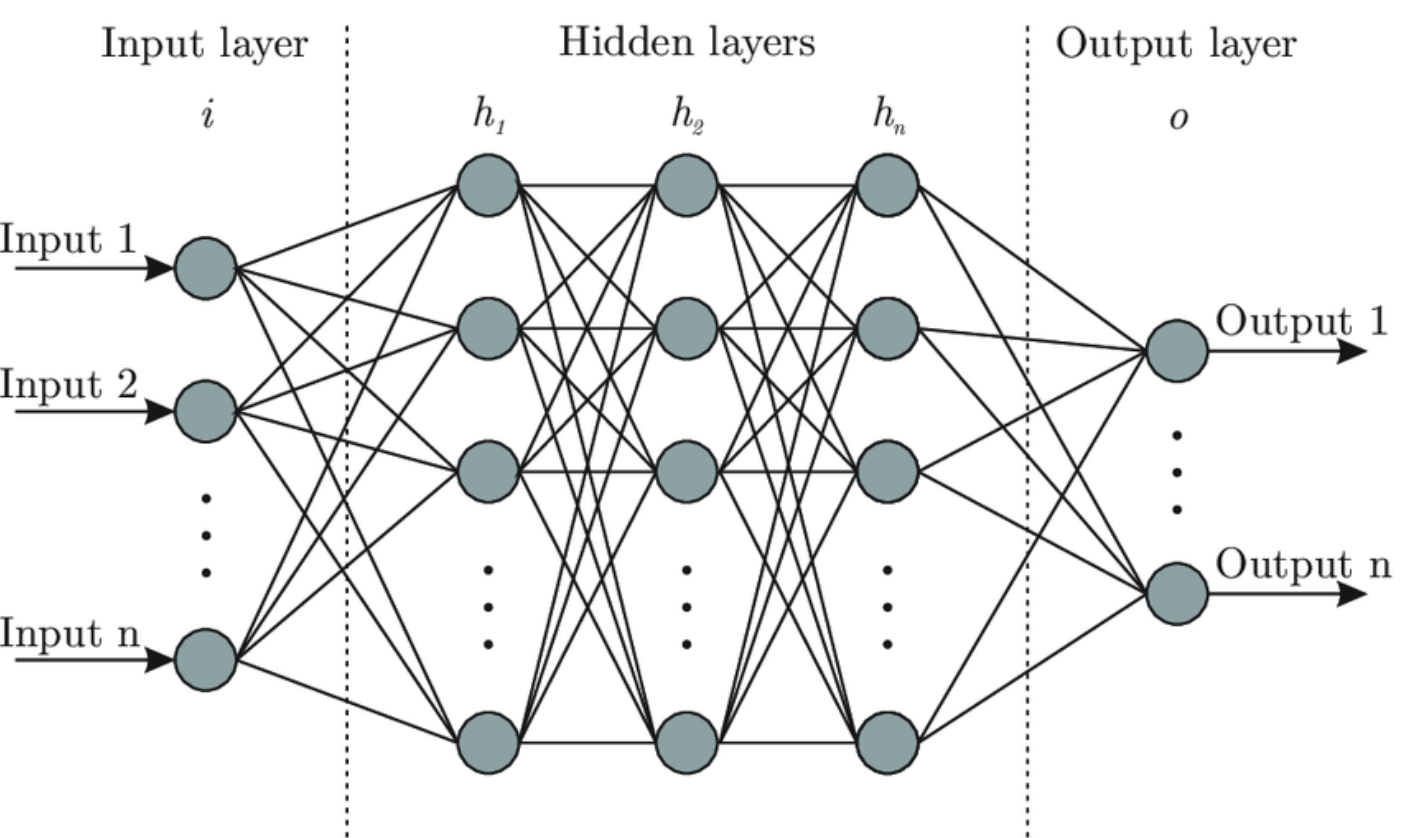 Input layer
Hidden layers
Output layer
i
h₁
h₂
hₙ
o
Input 1
Input 2
Input n
Output 1
Output n